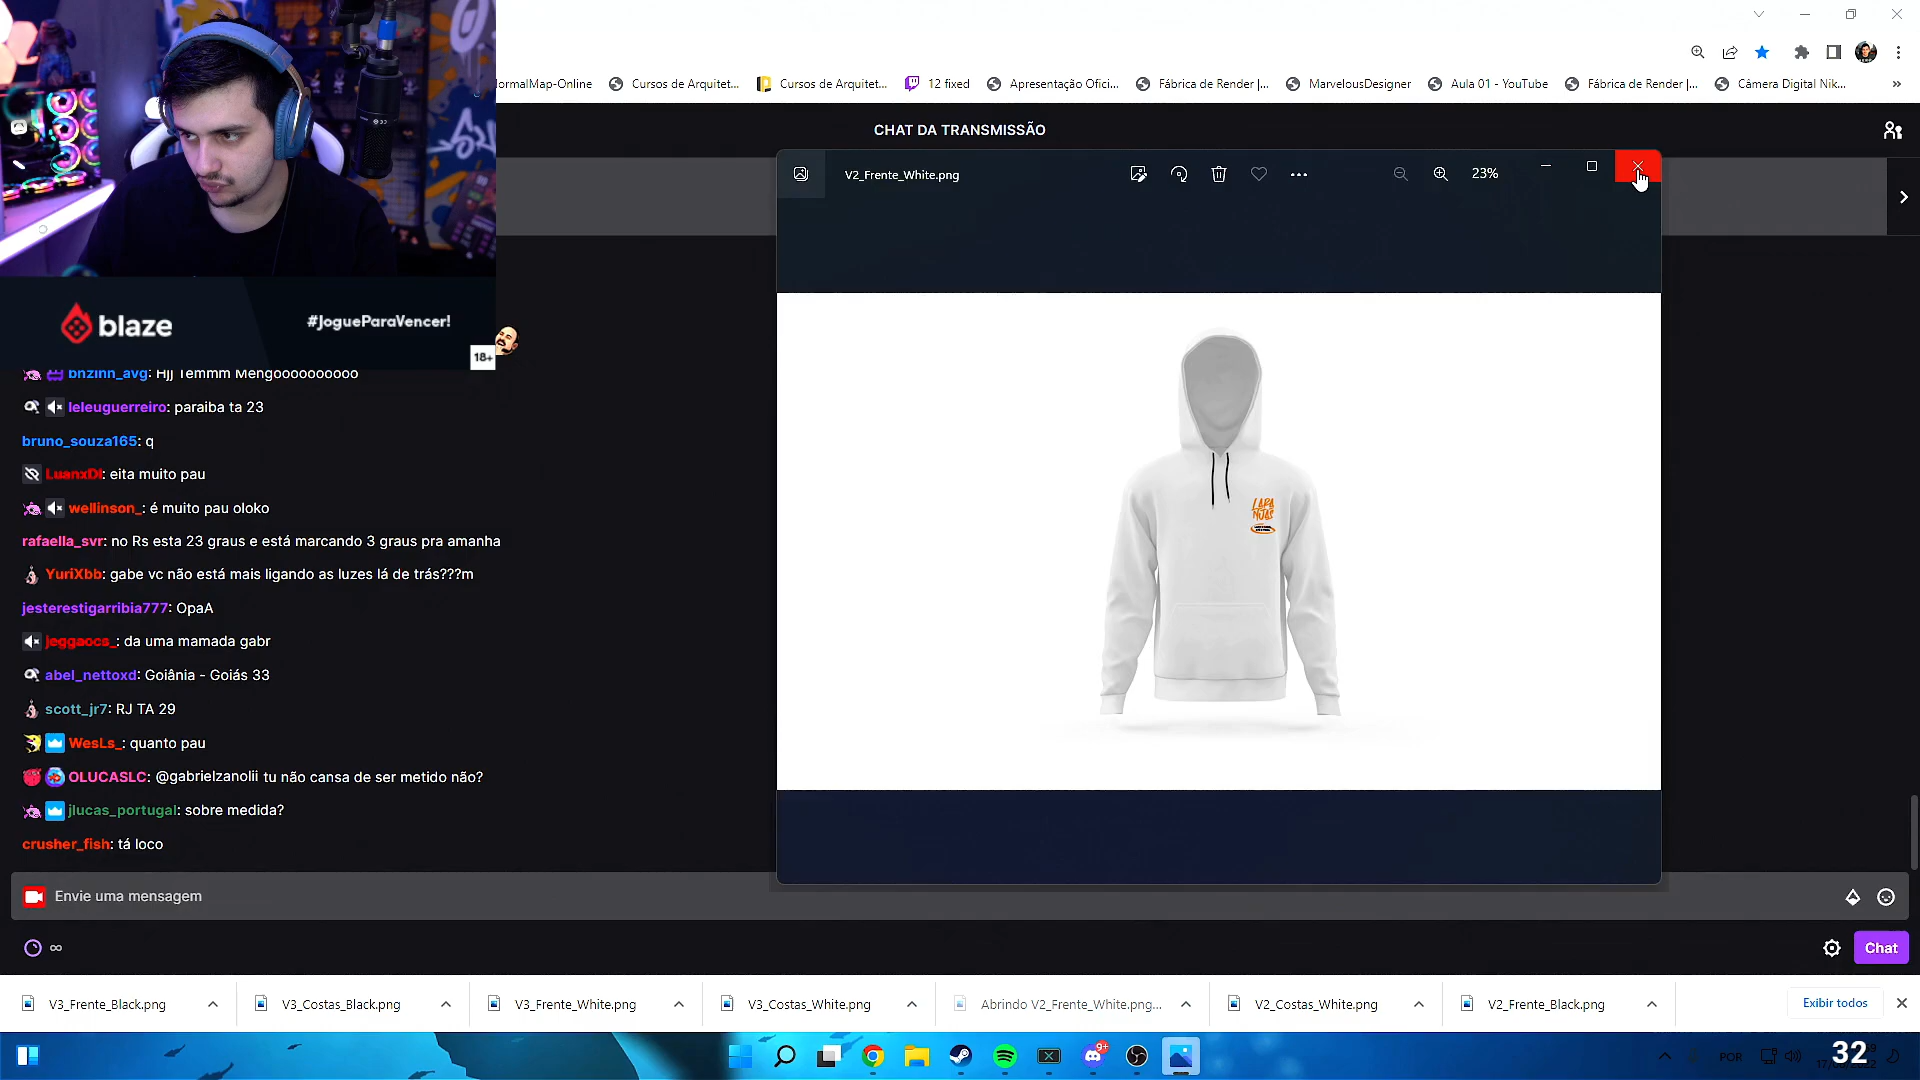 ormalMap-Online
Cursos de Arquitet...
Cursos de Arquitet...
12 fixed
Apresentação Ofici...
Fábrica de Render |...
MarvelousDesigner
Aula 01 - YouTube
Fábrica de Render |...
Câmera Digital Nik...
»
CHAT DA TRANSMISSÃO
V2_Frente_White.png
23%
blaze
#JogueParaVencer!
18+
bnzinn_avg: Hjj Temmm Mengoooooooooo
leleuguerreiro: paraiba ta 23
bruno_souza165: q
LuanxDl: eita muito pau
wellinson_: é muito pau oloko
rafaella_svr: no Rs esta 23 graus e está marcando 3 graus pra amanha
YuriXbb: gabe vc não está mais ligando as luzes lá de trás???m
jesterestigarribia777: OpaA
jeggaocs_: da uma mamada gabr
abel_nettoxd: Goiânia - Goiás 33
scott_jr7: RJ TA 29
WesLs_: quanto pau
OLUCASLC: @gabrielzanolii tu não cansa de ser metido não?
jlucas_portugal: sobre medida?
crusher_fish: tá loco
LARA
NJAS
Envie uma mensagem
∞
Chat
V3_Frente_Black.png
V3_Costas_Black.png
V3_Frente_White.png
V3_Costas_White.png
Abrindo V2_Frente_White.png...
V2_Costas_White.png
V2_Frente_Black.png
Exibir todos
9+
POR
32